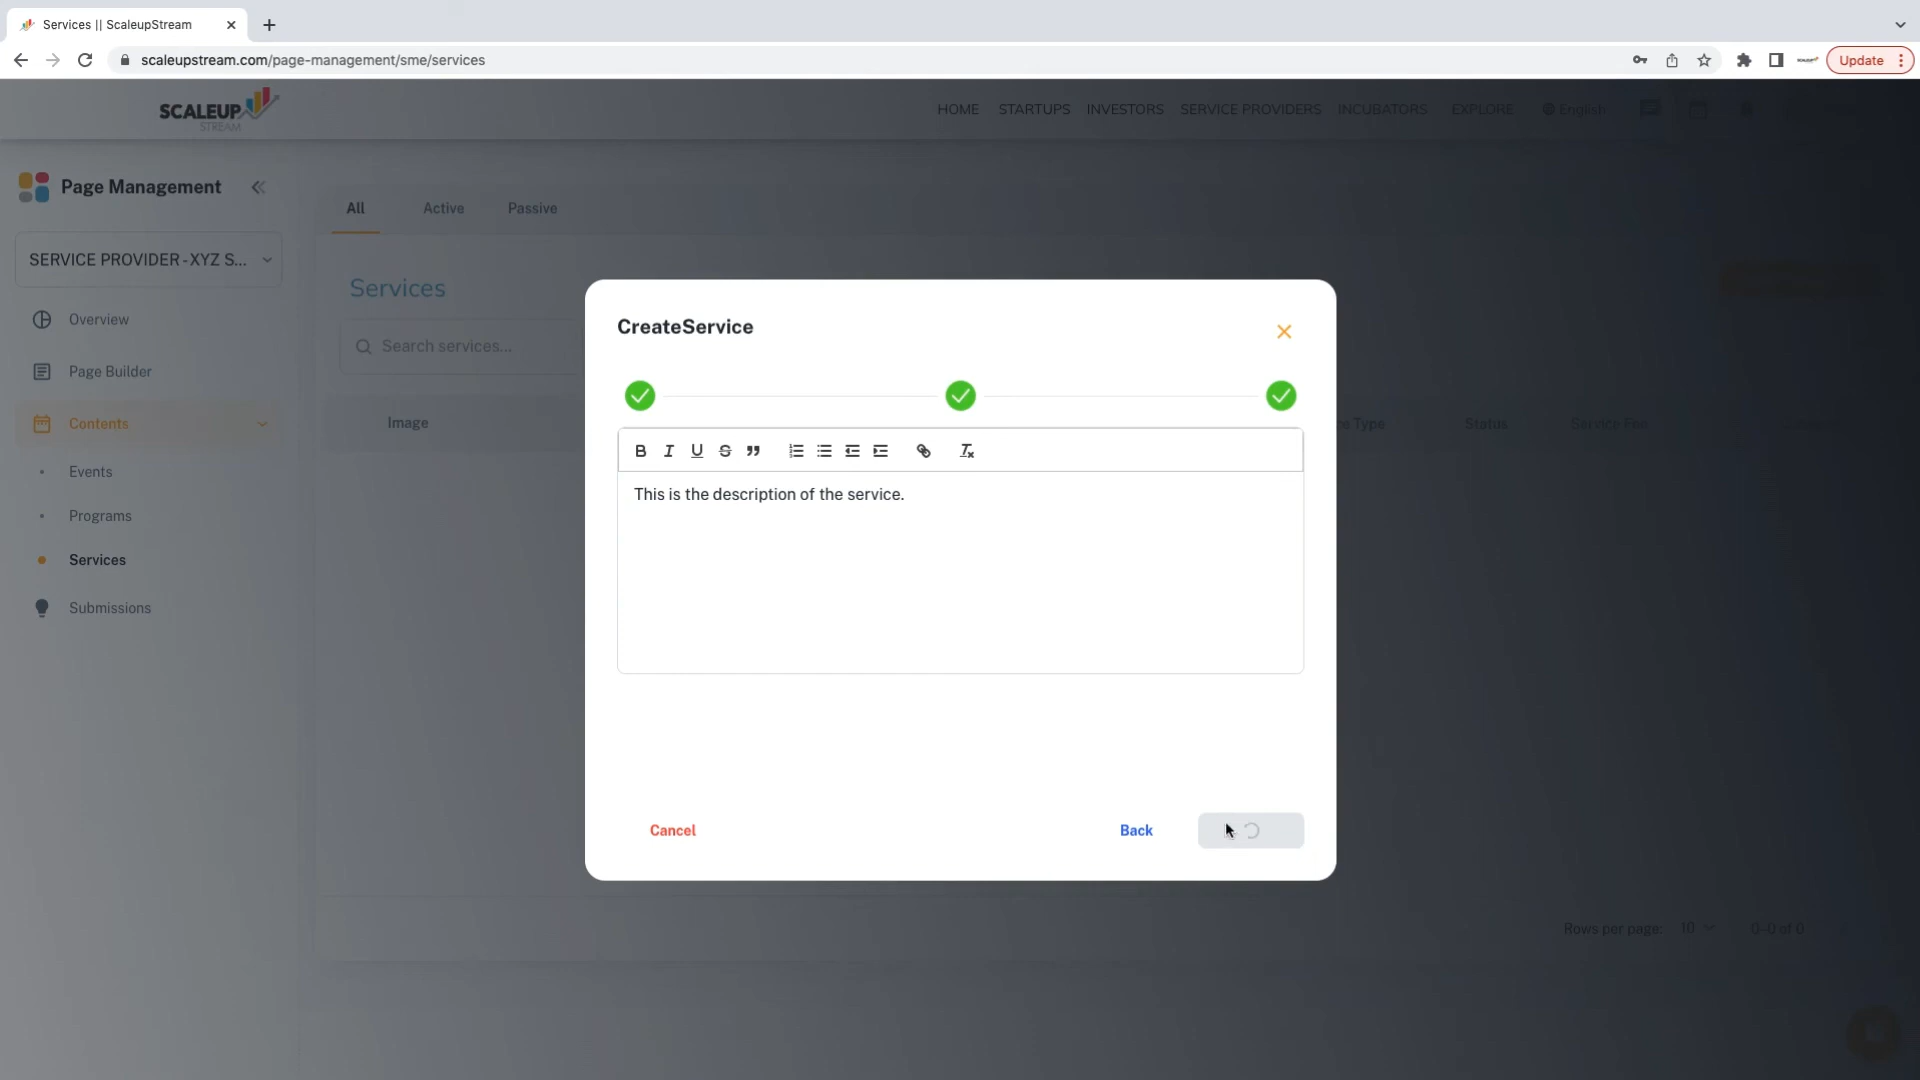 Services || ScaleupStream
scaleupstream.com/page-management/sme/services
Update
SCALEUP
STREAM
HOME STARTUPS INVESTORS SERVICE PROVIDERS INCUBATORS EXPLORE English
Page Management
All Active Passive
SERVICE PROVIDER - XYZ S...
Services
Overview
Search services...
CreateService
Page Builder
Contents
Image
Type Status Service Fee
Events
This is the description of the service.
Programs
Services
Submissions
Cancel Back
Rows per page: 10 0-0 of 0